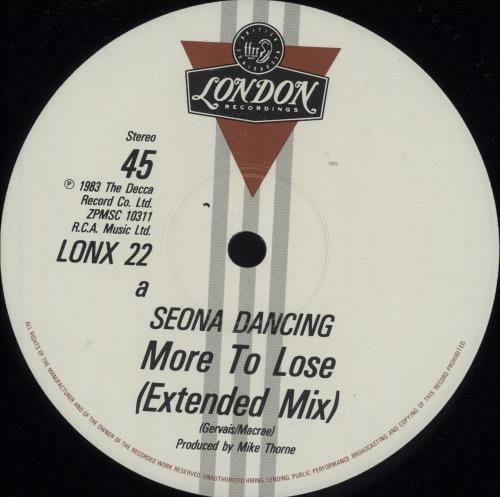 BRITISH
ffrr
LONDON
RECORDINGS
Stereo
45
℗ 1983 The Decca
Record Co. Ltd.
ZPMSC 10311
R.C.A. Music Ltd.
LONX 22
a
SEONA DANCING
More To Lose
(Extended Mix)
(Gervais/Macrae)
Produced by Mike Thorne
ALL RIGHTS OF THE MANUFACTURER AND OF THE OWNER OF THE RECORDED WORK RESERVED. UNAUTHORISED HIRING, LENDING, PUBLIC PERFORMANCE, BROADCASTING AND COPYING OF THIS RECORD PROHIBITED